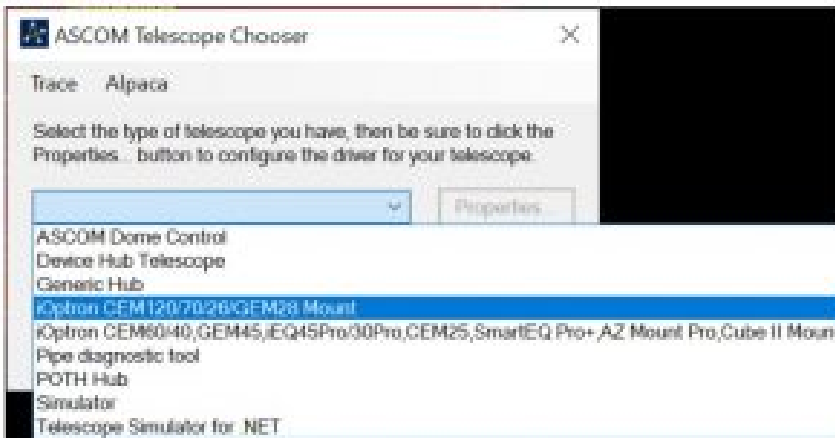 ASCOM Telescope Chooser
Trace Alpaca
Select the type of telescope you have, then be sure to click the
Properties... button to configure the driver for your telescope.
Properties...
ASCOM Dome Control
Device Hub Telescope
Generic Hub
iOptron CEM120/70/26/GEM28 Mount
iOptron CEM60/40,GEM45,iEQ45Pro/30Pro,CEM25,SmartEQ Pro+,AZ Mount Pro,Cube II Moun
Pipe diagnostic tool
POTH Hub
Simulator
Telescope Simulator for .NET